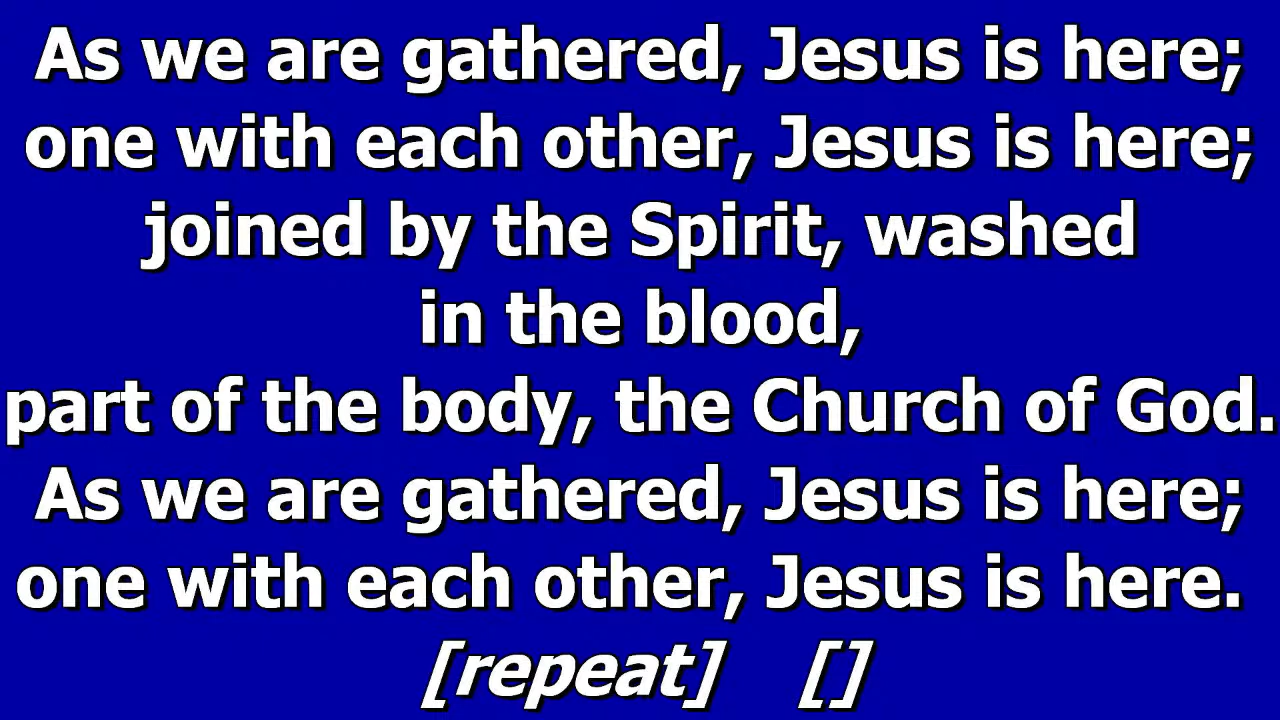 As we are gathered, Jesus is here;
one with each other, Jesus is here;
joined by the Spirit, washed
in the blood,
part of the body, the Church of God.
As we are gathered, Jesus is here;
one with each other, Jesus is here.
[repeat] []